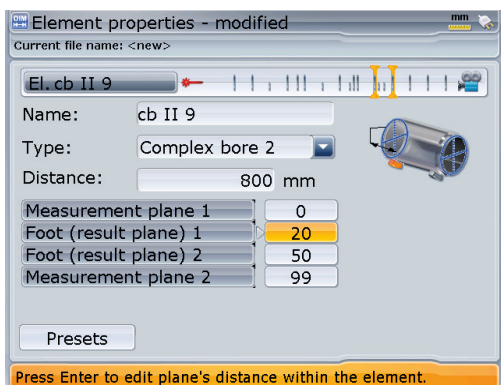 Element properties - modified
mm
Current file name: <new>
El. cb II 9
Name: cb II 9
Type: Complex bore 2
Distance: 800 mm
Measurement plane 1 0
Foot (result plane) 1 20
Foot (result plane) 2 50
Measurement plane 2 99
Presets
Press Enter to edit plane's distance within the element.